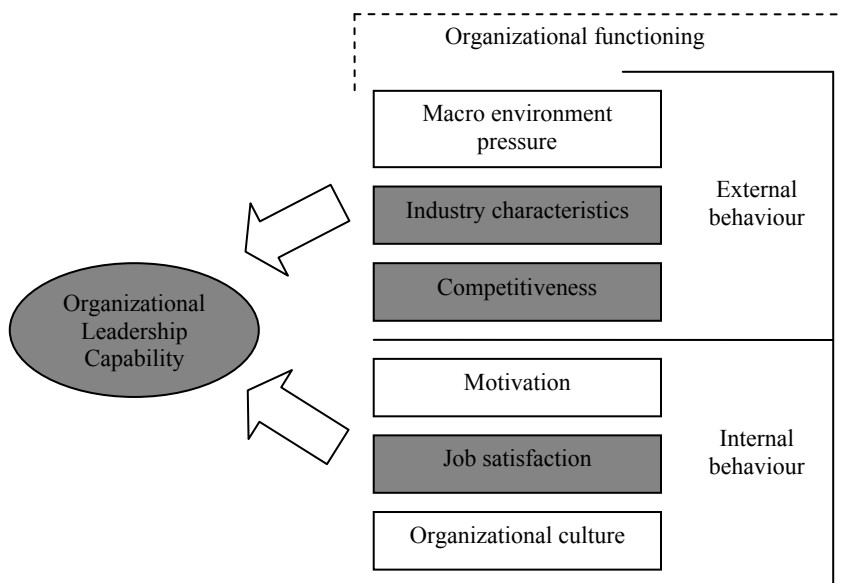 Organizational functioning
Macro environment
pressure
Industry characteristics
Competitiveness
External
behaviour
Organizational
Leadership
Capability
Motivation
Job satisfaction
Organizational culture
Internal
behaviour